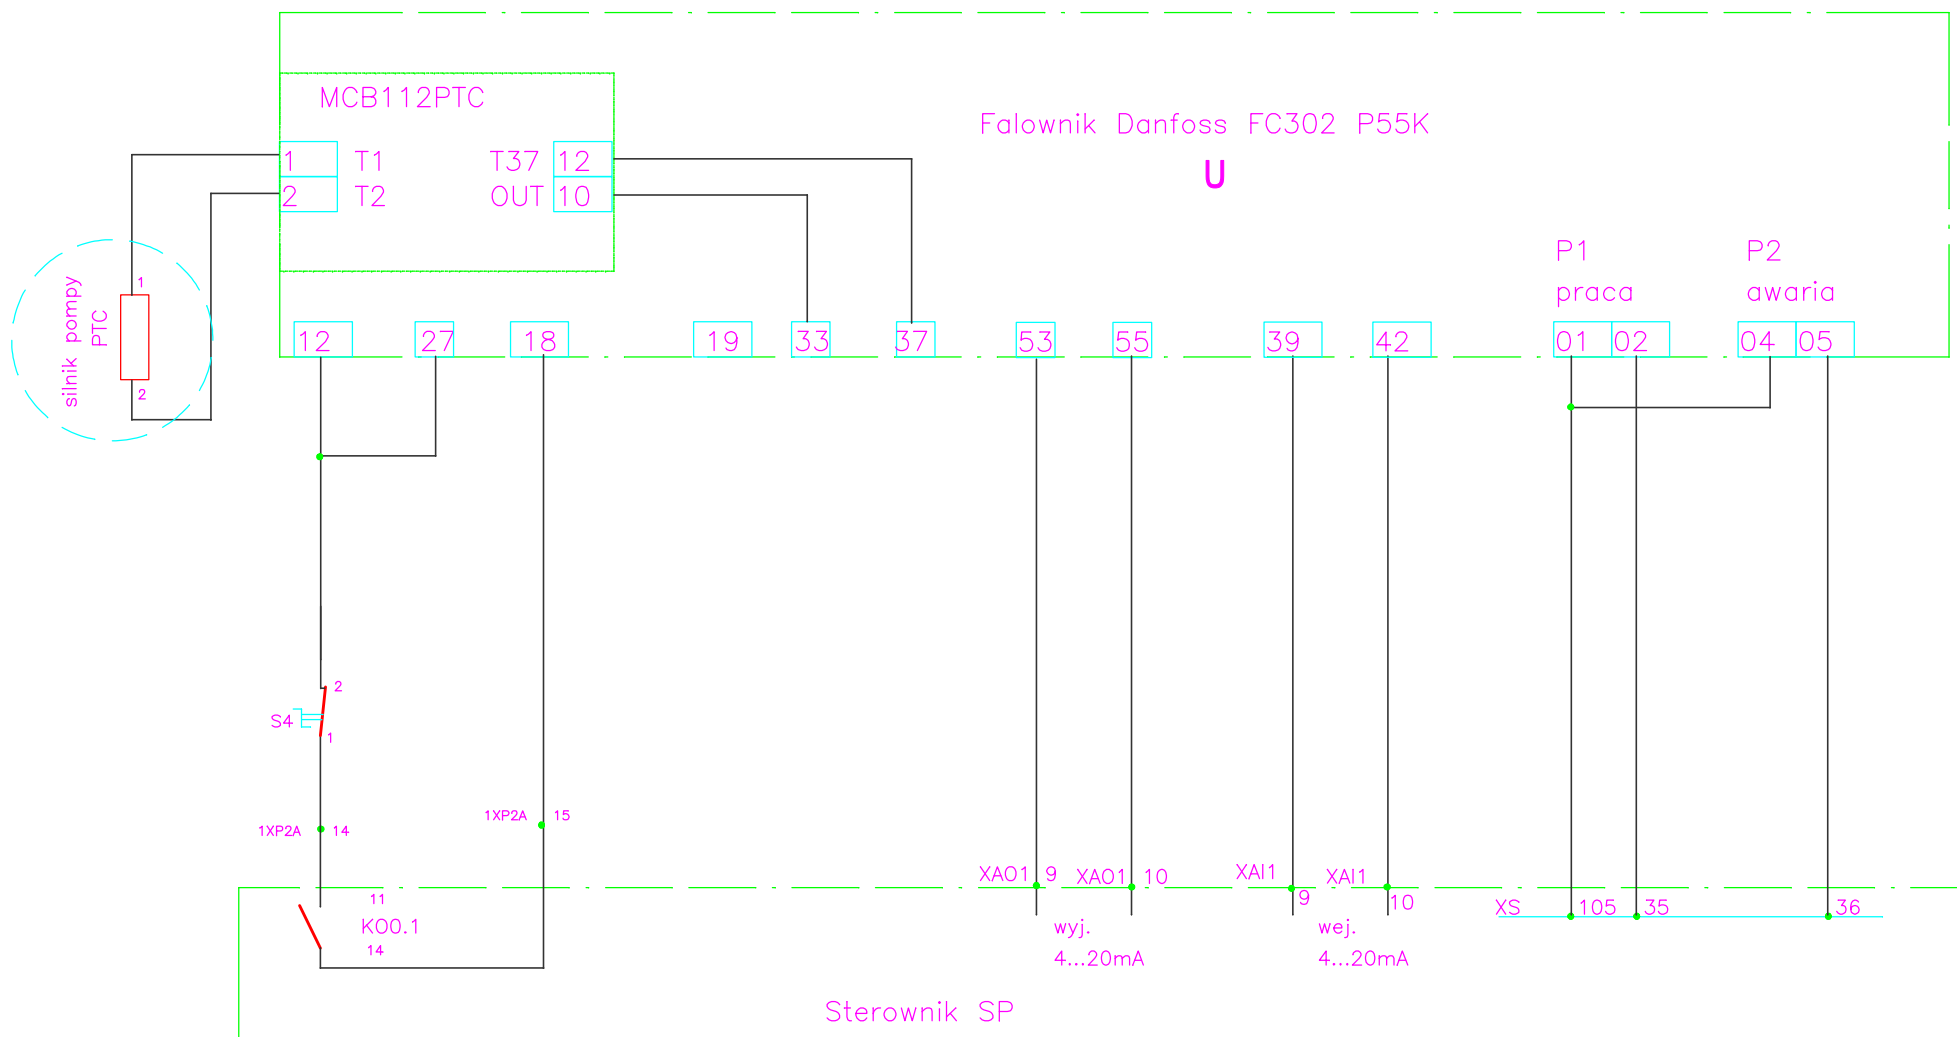 MCB112PTC
Falownik Danfoss FC302 P55K
U
1 T1 T37 12
2 T2 OUT 10
P1
praca
P2
awaria
silnik pompy
PTC
1
2
12 27 18 19 33 37 53 55 39 42 01 02 04 05
2
S4
1
1XP2A 14
1XP2A 15
XAO1 9
XAO1 10
XAI1
9
XAI1
10
XS 105 35 36
11
KO0.1
14
wyj.
4...20mA
wej.
4...20mA
Sterownik SP